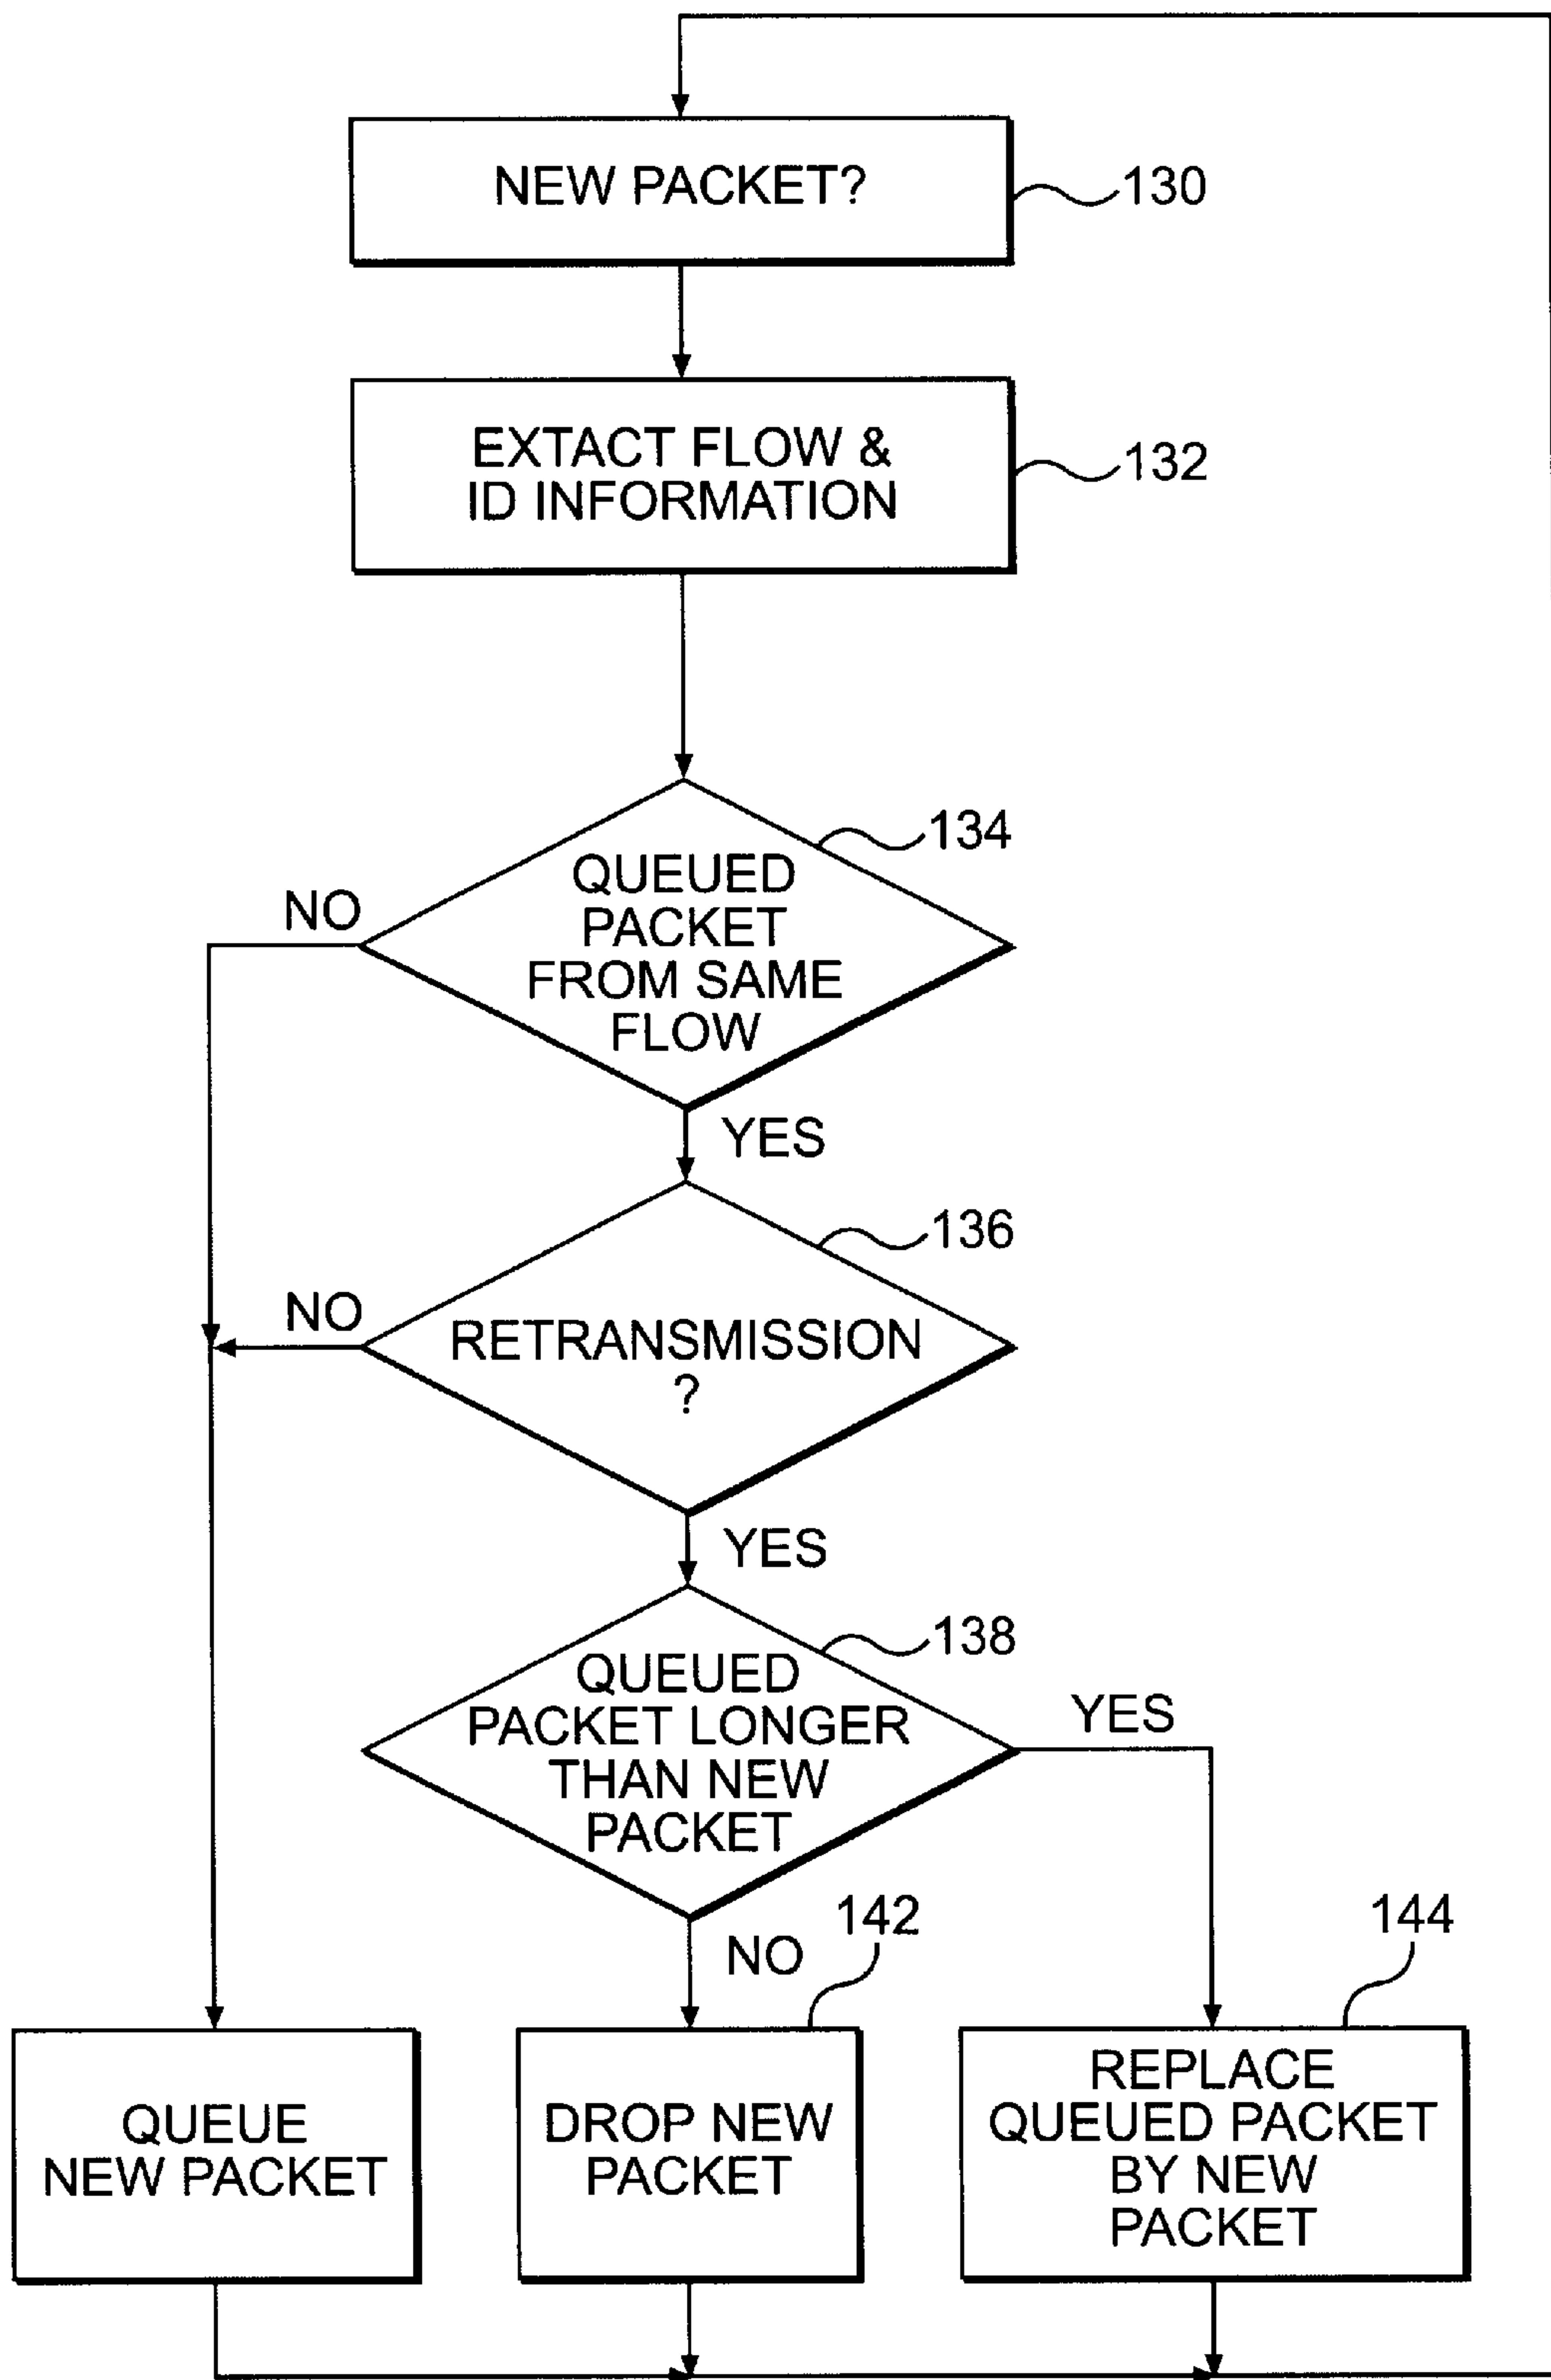 NEW PACKET?
130
EXTACT FLOW &
ID INFORMATION
132
134
QUEUED
PACKET
FROM SAME
FLOW
NO
YES
136
NO
RETRANSMISSION
?
YES
138
QUEUED
PACKET LONGER
THAN NEW
PACKET
YES
NO
142
144
QUEUE
NEW PACKET
DROP NEW
PACKET
REPLACE
QUEUED PACKET
BY NEW
PACKET